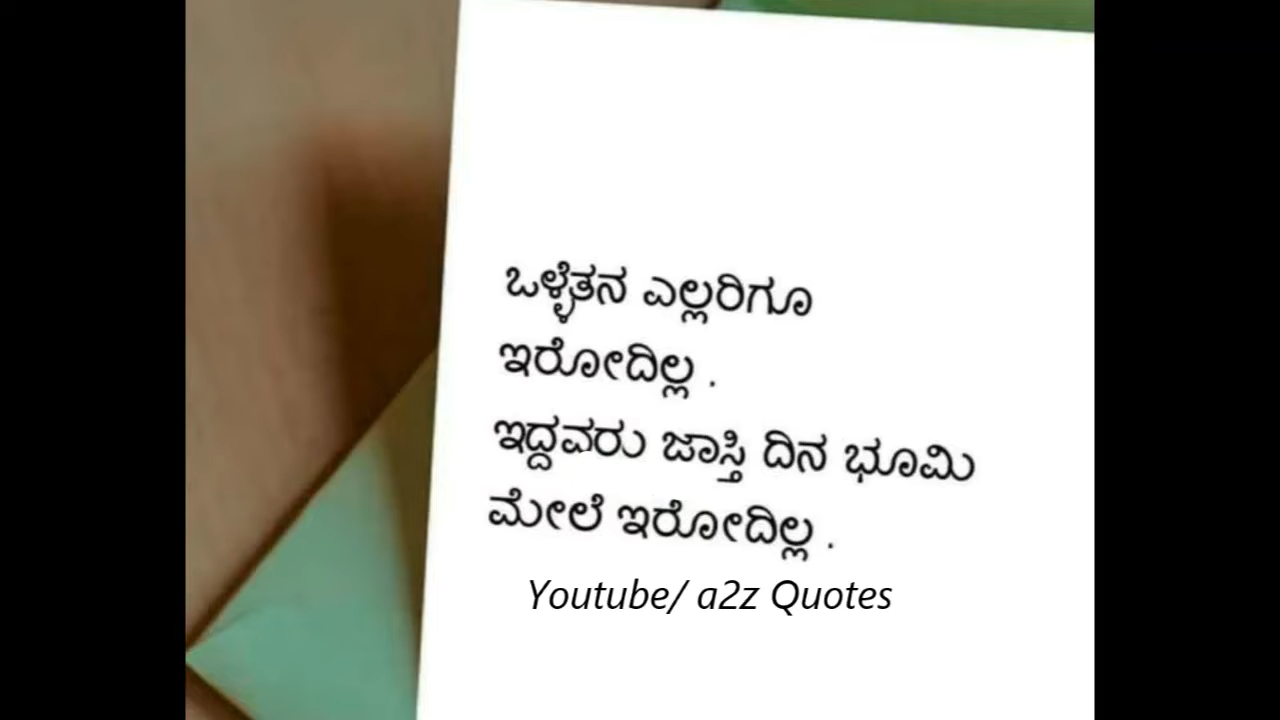 ಒಳ್ಳೆತನ ಎಲ್ಲರಿಗೂ
ಇರೋದಿಲ್ಲ .
ಇದ್ದವರು ಜಾಸ್ತಿ ದಿನ ಭೂಮಿ
ಮೇಲೆ ಇರೋದಿಲ್ಲ .
Youtube/ a2z Quotes